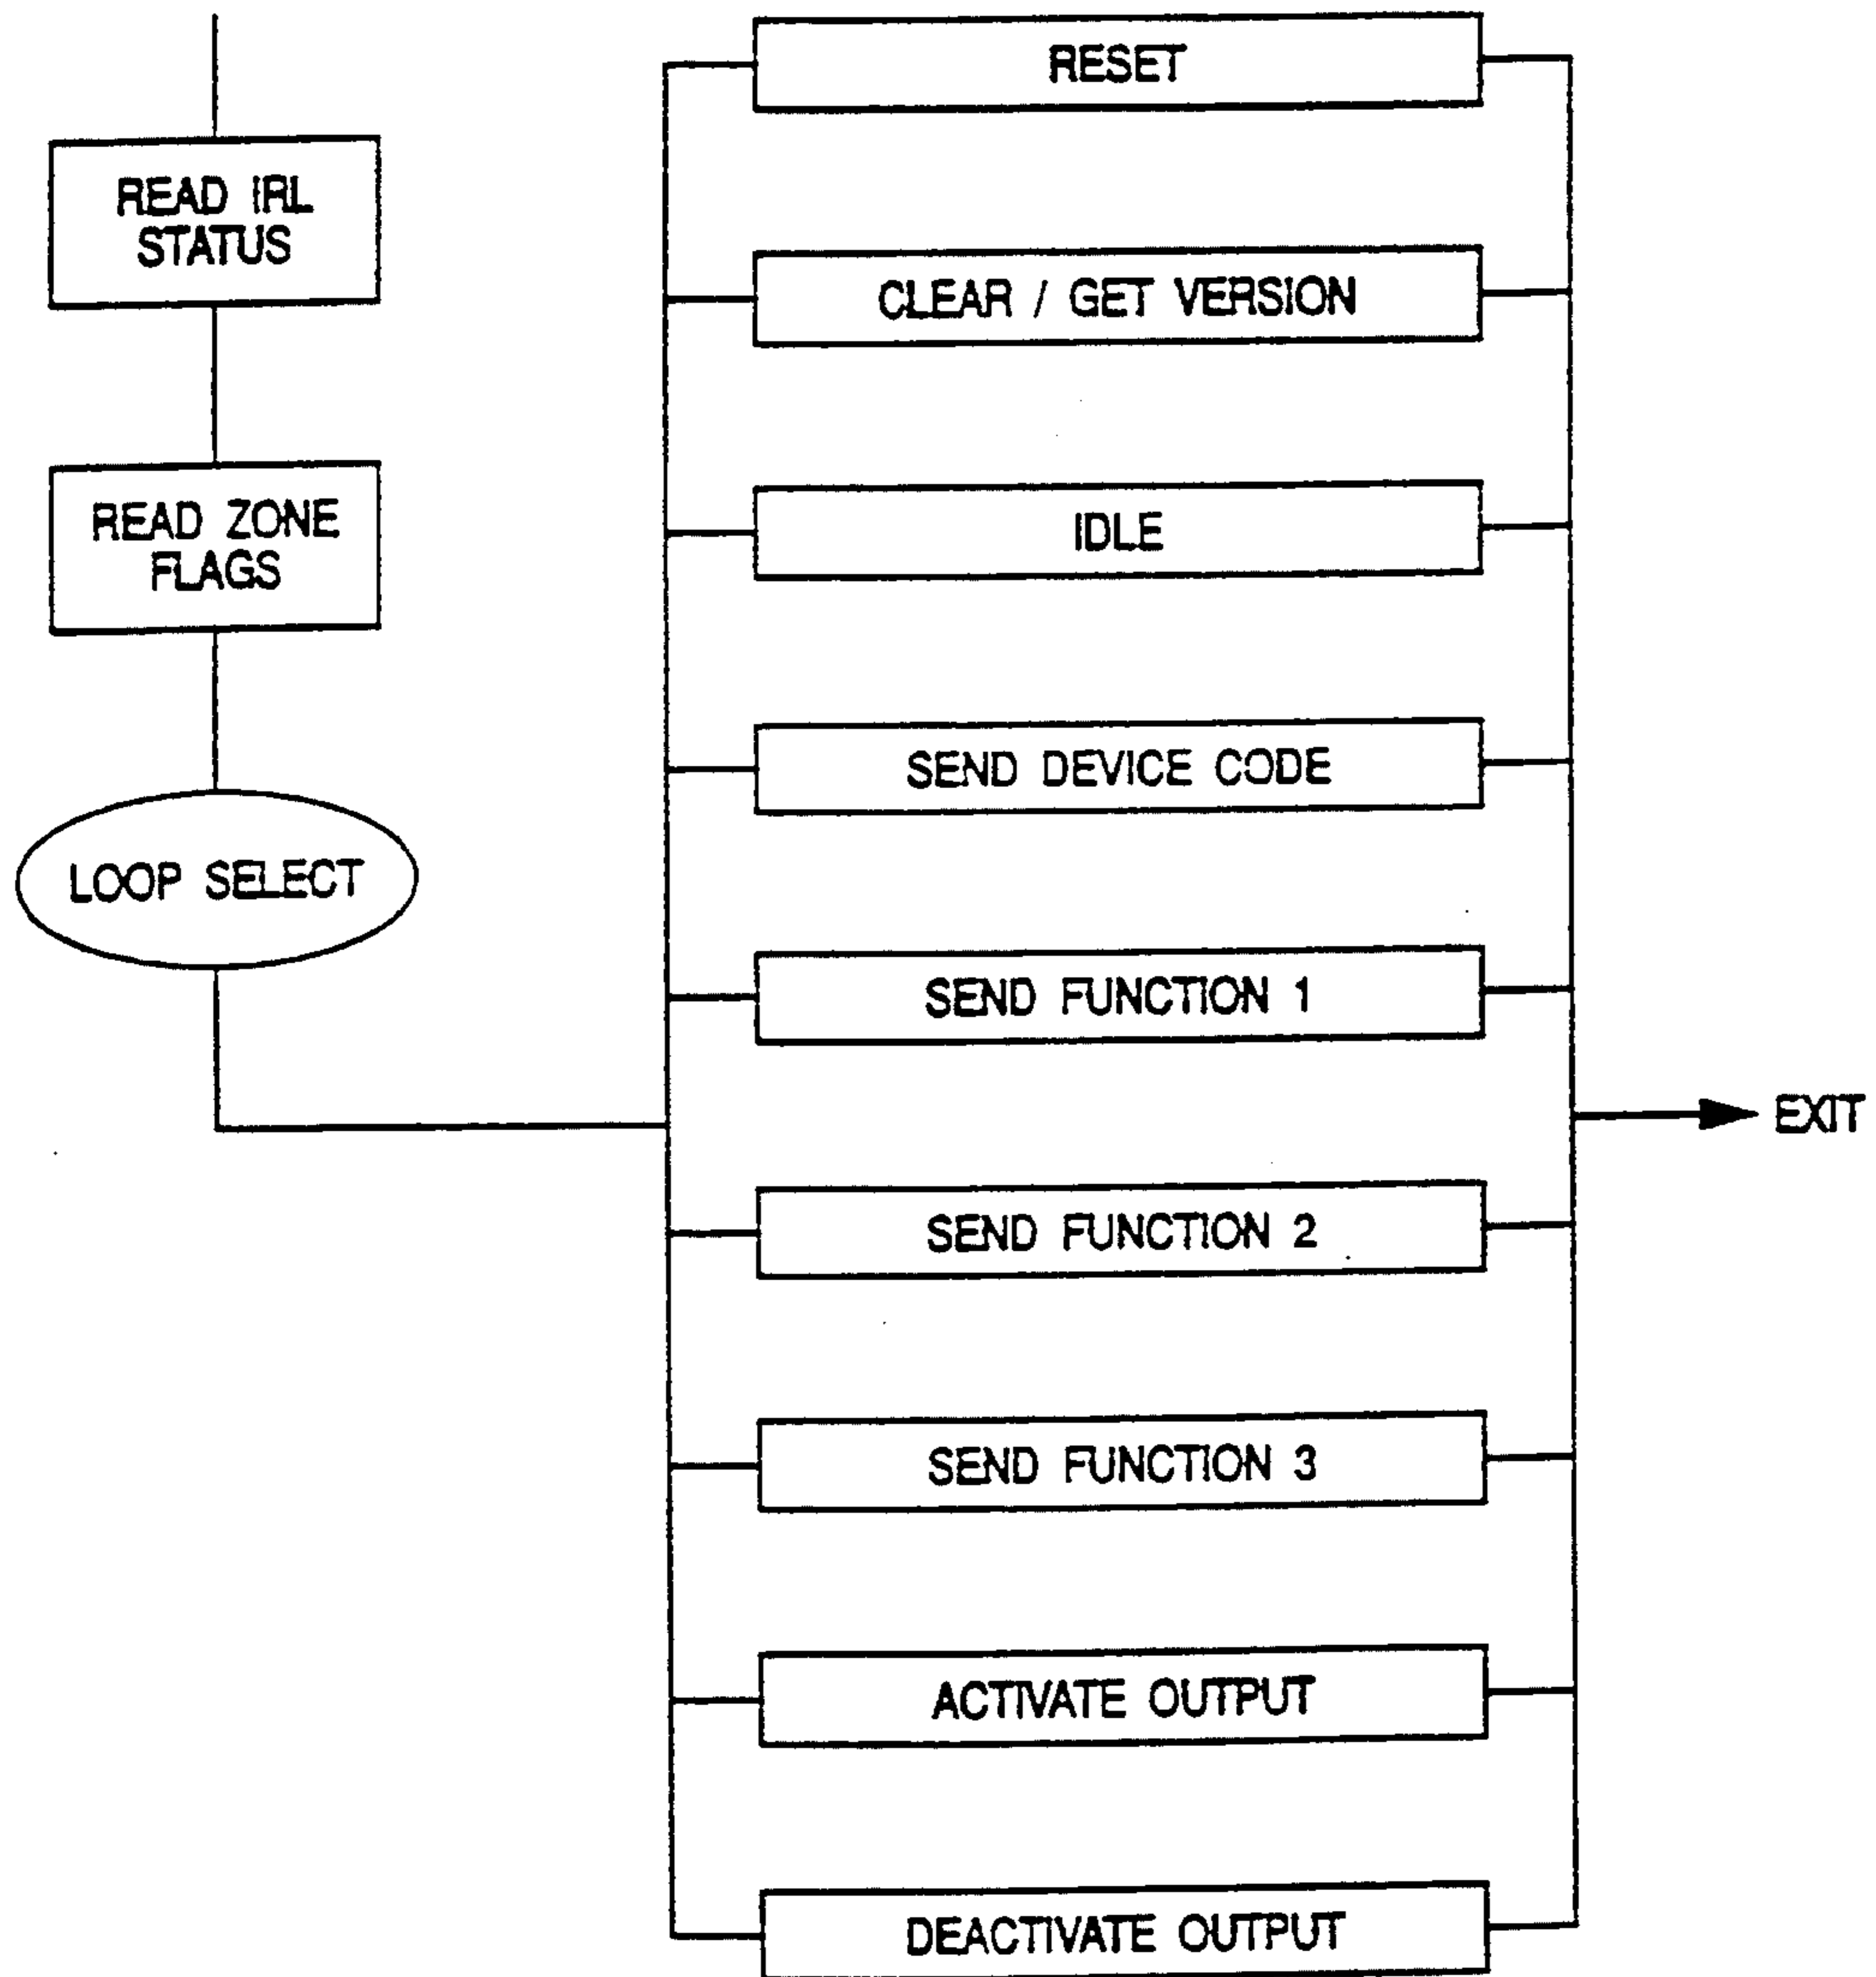 READ IRL
STATUS
READ ZONE
FLAGS
LOOP SELECT
RESET
CLEAR / GET VERSION
IDLE
SEND DEVICE CODE
SEND FUNCTION 1
SEND FUNCTION 2
SEND FUNCTION 3
ACTIVATE OUTPUT
DEACTIVATE OUTPUT
EXIT